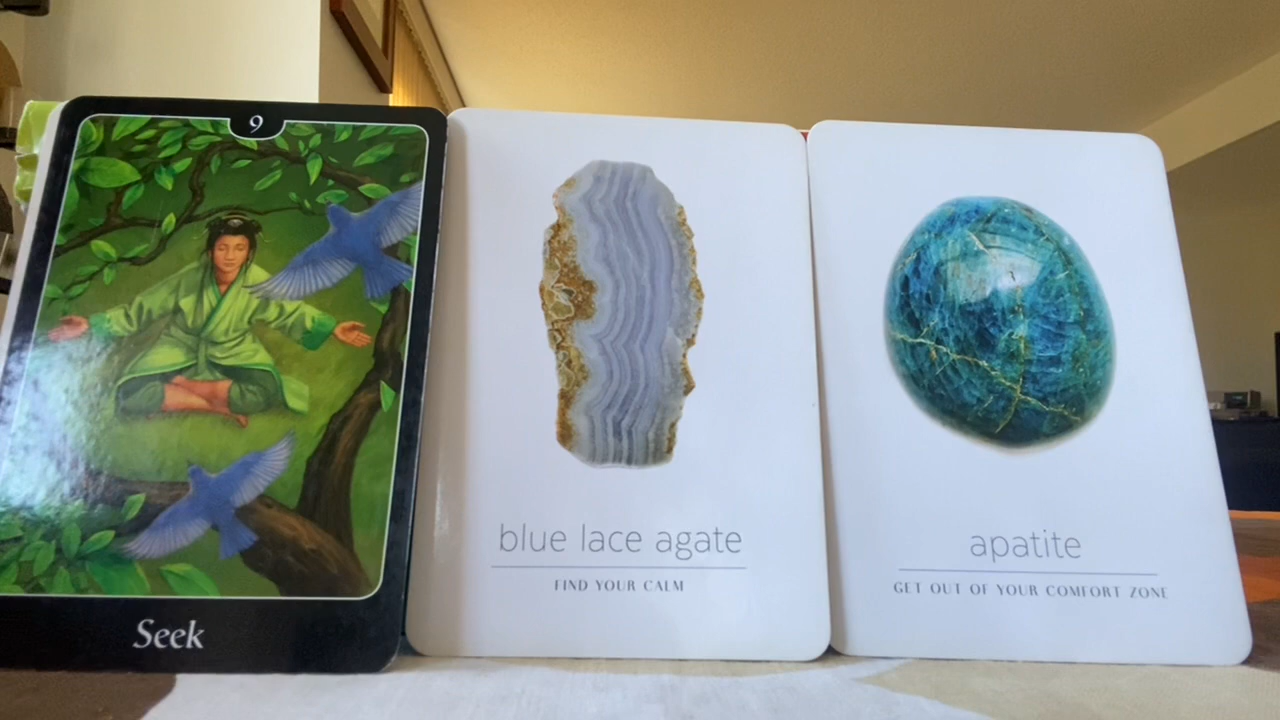 9
Seek
blue lace agate
FIND YOUR CALM
apatite
GET OUT OF YOUR COMFORT ZONE